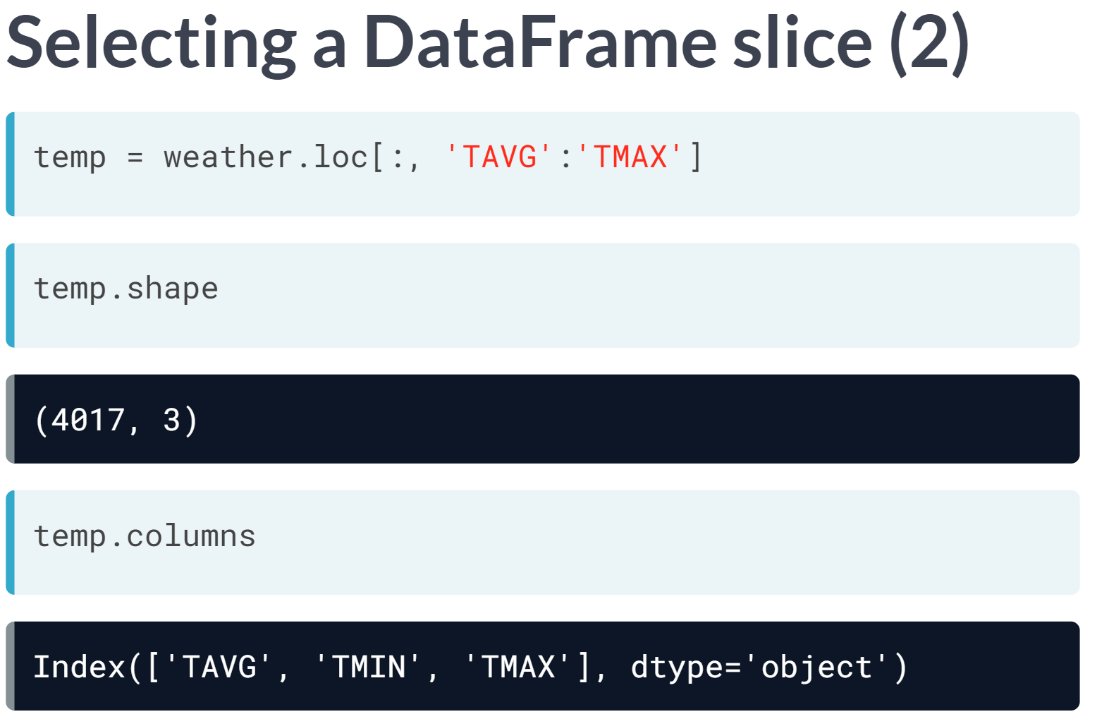 Selecting a DataFrame slice (2)
temp = weather.loc[:, 'TAVG':'TMAX']
temp.shape
(4017, 3)
temp.columns
Index(['TAVG', 'TMIN', 'TMAX'], dtype='object')